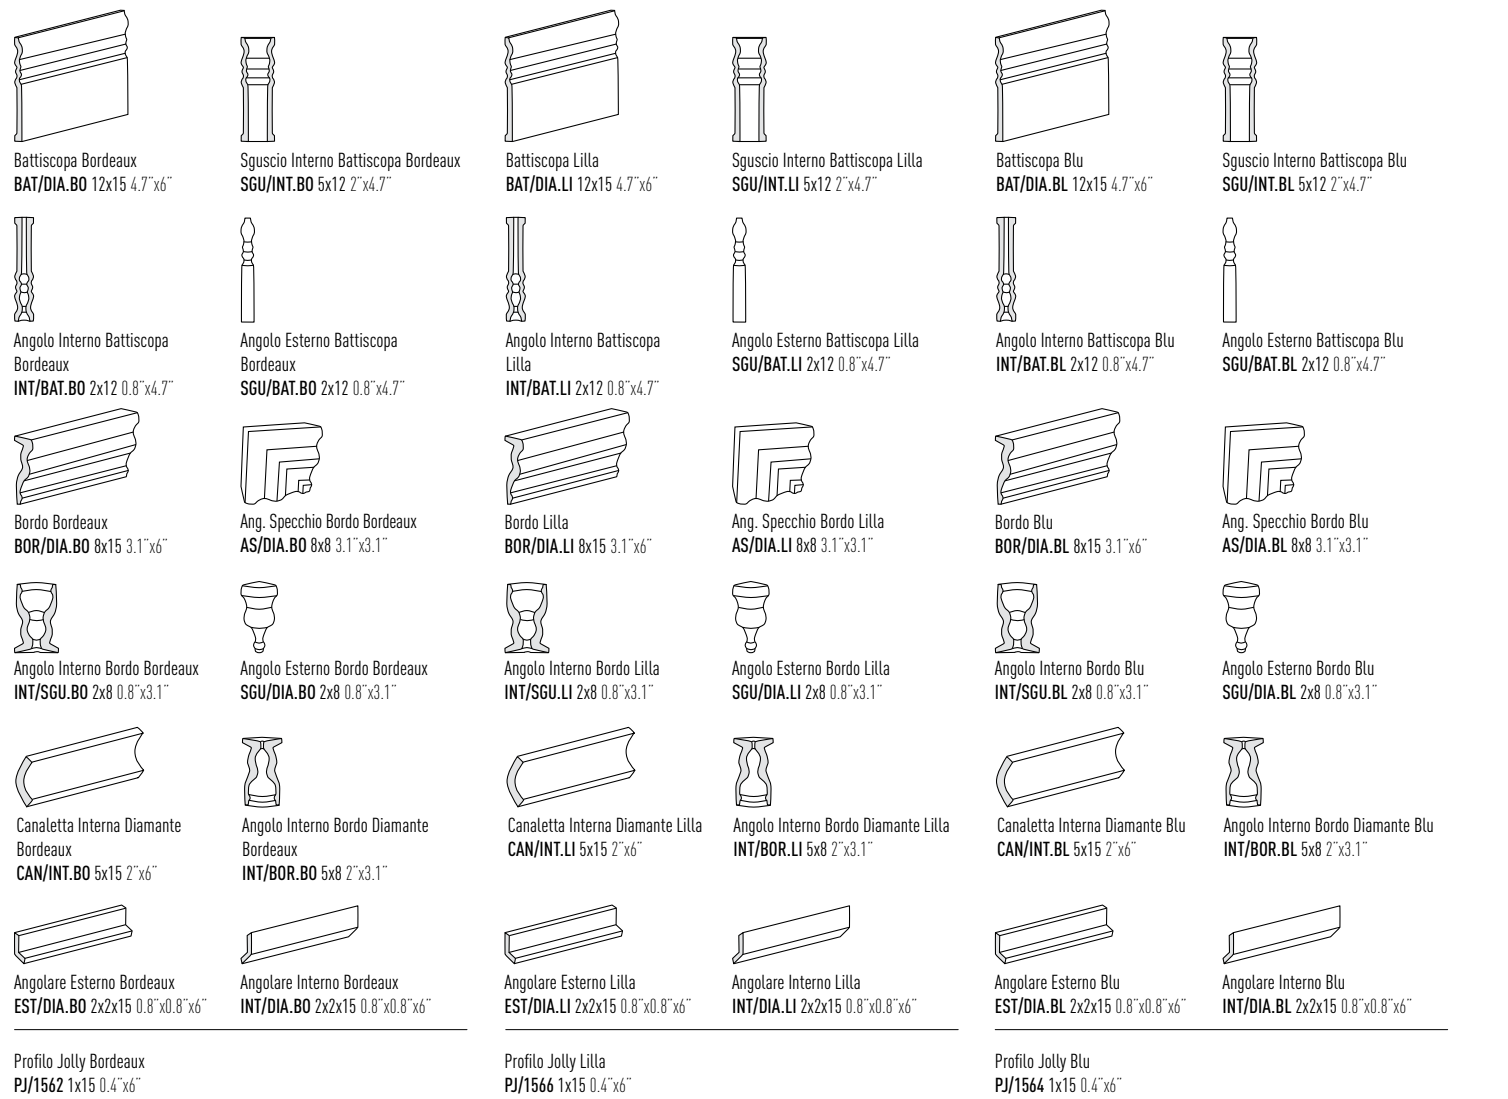 Battiscopa Bordeaux
BAT/DIA.BO 12x15 4.7¨x6¨
Sguscio Interno Battiscopa Bordeaux
SGU/INT.BO 5x12 2¨x4.7¨
Battiscopa Lilla
BAT/DIA.LI 12x15 4.7¨x6¨
Sguscio Interno Battiscopa Lilla
SGU/INT.LI 5x12 2¨x4.7¨
Battiscopa Blu
BAT/DIA.BL 12x15 4.7¨x6¨
Sguscio Interno Battiscopa Blu
SGU/INT.BL 5x12 2¨x4.7¨
Angolo Interno Battiscopa
Bordeaux
INT/BAT.BO 2x12 0.8¨x4.7¨
Angolo Esterno Battiscopa
Bordeaux
SGU/BAT.BO 2x12 0.8¨x4.7¨
Angolo Interno Battiscopa
Lilla
INT/BAT.LI 2x12 0.8¨x4.7¨
Angolo Esterno Battiscopa Lilla
SGU/BAT.LI 2x12 0.8¨x4.7¨
Angolo Interno Battiscopa Blu
INT/BAT.BL 2x12 0.8¨x4.7¨
Angolo Esterno Battiscopa Blu
SGU/BAT.BL 2x12 0.8¨x4.7¨
Bordo Bordeaux
BOR/DIA.BO 8x15 3.1¨x6¨
Ang. Specchio Bordo Bordeaux
AS/DIA.BO 8x8 3.1¨x3.1¨
Bordo Lilla
BOR/DIA.LI 8x15 3.1¨x6¨
Ang. Specchio Bordo Lilla
AS/DIA.LI 8x8 3.1¨x3.1¨
Bordo Blu
BOR/DIA.BL 8x15 3.1¨x6¨
Ang. Specchio Bordo Blu
AS/DIA.BL 8x8 3.1¨x3.1¨
Angolo Interno Bordo Bordeaux
INT/SGU.BO 2x8 0.8¨x3.1¨
Angolo Esterno Bordo Bordeaux
SGU/DIA.BO 2x8 0.8¨x3.1¨
Angolo Interno Bordo Lilla
INT/SGU.LI 2x8 0.8¨x3.1¨
Angolo Esterno Bordo Lilla
SGU/DIA.LI 2x8 0.8¨x3.1¨
Angolo Interno Bordo Blu
INT/SGU.BL 2x8 0.8¨x3.1¨
Angolo Esterno Bordo Blu
SGU/DIA.BL 2x8 0.8¨x3.1¨
Canaletta Interna Diamante
Bordeaux
CAN/INT.BO 5x15 2¨x6¨
Angolo Interno Bordo Diamante
Bordeaux
INT/BOR.BO 5x8 2¨x3.1¨
Canaletta Interna Diamante Lilla
CAN/INT.LI 5x15 2¨x6¨
Angolo Interno Bordo Diamante Lilla
INT/BOR.LI 5x8 2¨x3.1¨
Canaletta Interna Diamante Blu
CAN/INT.BL 5x15 2¨x6¨
Angolo Interno Bordo Diamante Blu
INT/BOR.BL 5x8 2¨x3.1¨
Angolare Esterno Bordeaux
EST/DIA.BO 2x2x15 0.8¨x0.8¨x6¨
Angolare Interno Bordeaux
INT/DIA.BO 2x2x15 0.8¨x0.8¨x6¨
Angolare Esterno Lilla
EST/DIA.LI 2x2x15 0.8¨x0.8¨x6¨
Angolare Interno Lilla
INT/DIA.LI 2x2x15 0.8¨x0.8¨x6¨
Angolare Esterno Blu
EST/DIA.BL 2x2x15 0.8¨x0.8¨x6¨
Angolare Interno Blu
INT/DIA.BL 2x2x15 0.8¨x0.8¨x6¨
Profilo Jolly Bordeaux
PJ/1562 1x15 0.4¨x6¨
Profilo Jolly Lilla
PJ/1566 1x15 0.4¨x6¨
Profilo Jolly Blu
PJ/1564 1x15 0.4¨x6¨